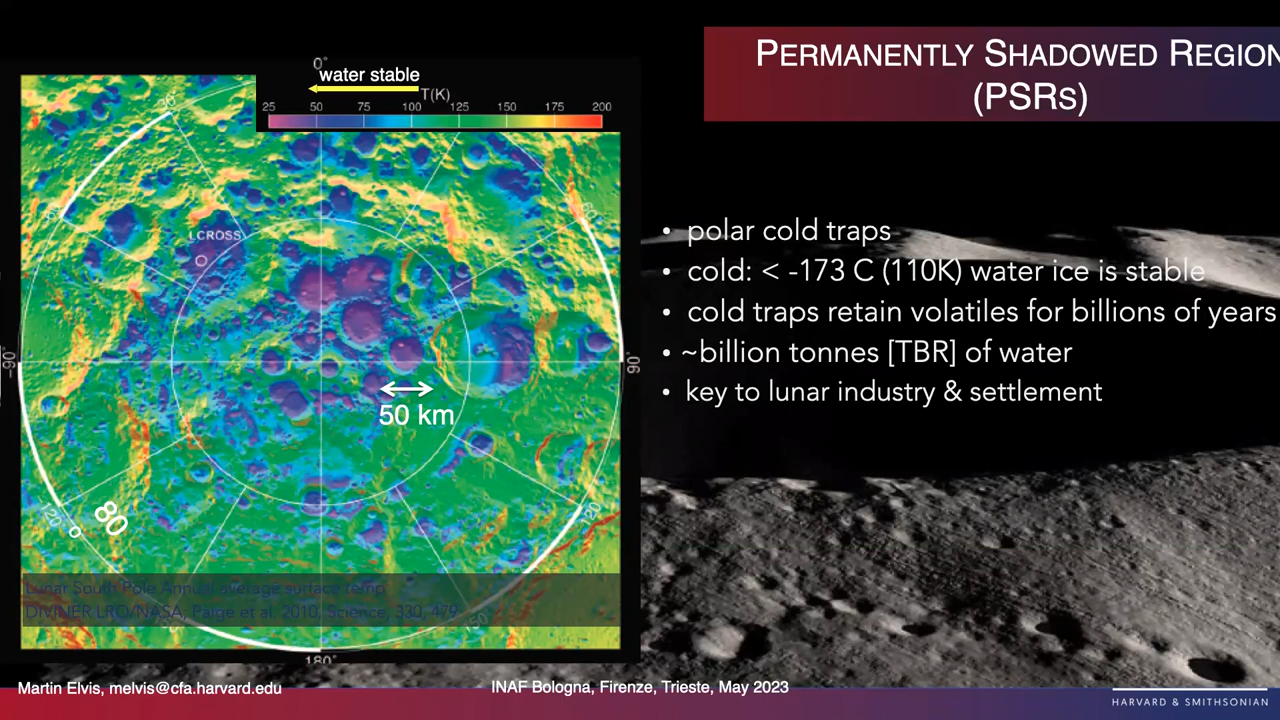 PERMANENTLY SHADOWED REGION
(PSRS)
0°
water stable
T(K)
25 50 75 100 125 150 175 200
LCROSS
-90°
90°
50 km
80
120°
120
150
180°
Lunar South Pole Annual average surface temp
DIVINER LRO/NASA, Paige et al. 2010, Science, 330, 479
• polar cold traps
• cold: < -173 C (110K) water ice is stable
• cold traps retain volatiles for billions of years
• ~billion tonnes [TBR] of water
• key to lunar industry & settlement
Martin Elvis, melvis@cfa.harvard.edu
INAF Bologna, Firenze, Trieste, May 2023
HARVARD & SMITHSONIAN